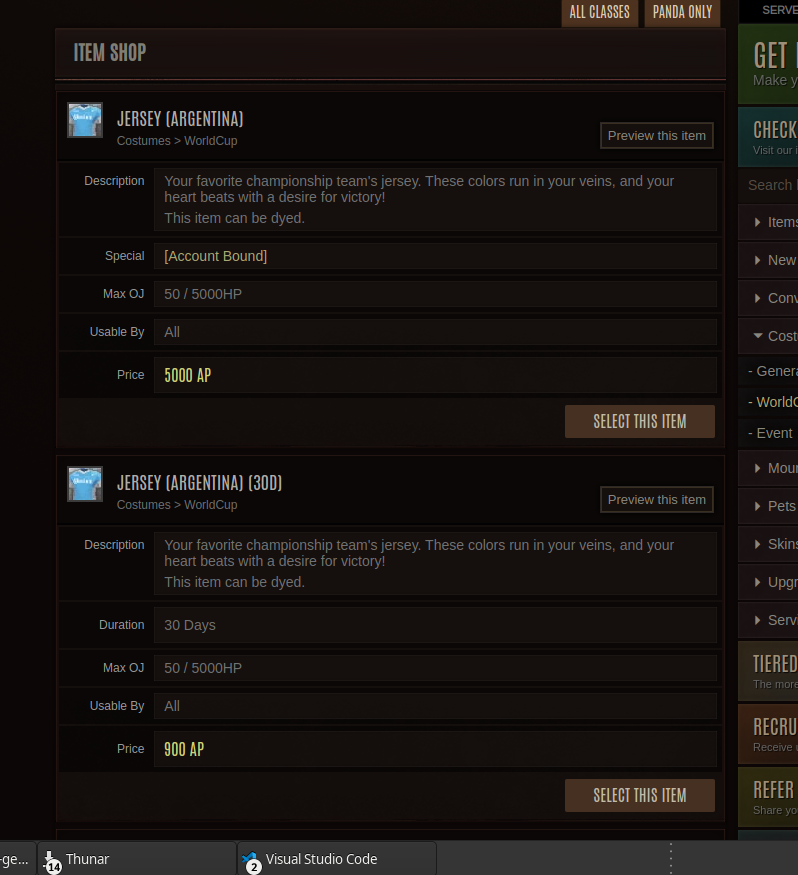 ALL CLASSES
PANDA ONLY
SERVE
ITEM SHOP
GET
Make y
JERSEY (ARGENTINA)
Costumes > WorldCup
Preview this item
CHECK
Visit our i
Description
Your favorite championship team's jersey. These colors run in your veins, and your
heart beats with a desire for victory!
This item can be dyed.
Search
Special
[Account Bound]
Max OJ
50 / 5000HP
Usable By
All
Price
5000 AP
SELECT THIS ITEM
Items
New
Conv
Cost
- Genera
- WorldC
- Event
JERSEY (ARGENTINA) (30D)
Costumes > WorldCup
Preview this item
Description
Your favorite championship team's jersey. These colors run in your veins, and your
heart beats with a desire for victory!
This item can be dyed.
Duration
30 Days
Max OJ
50 / 5000HP
Usable By
All
Price
900 AP
SELECT THIS ITEM
Moun
Pets
Skins
Upgr
Servi
TIERED
The more
RECRU
Receive
REFER
Share yo
-ge...
14
Thunar
2
Visual Studio Code